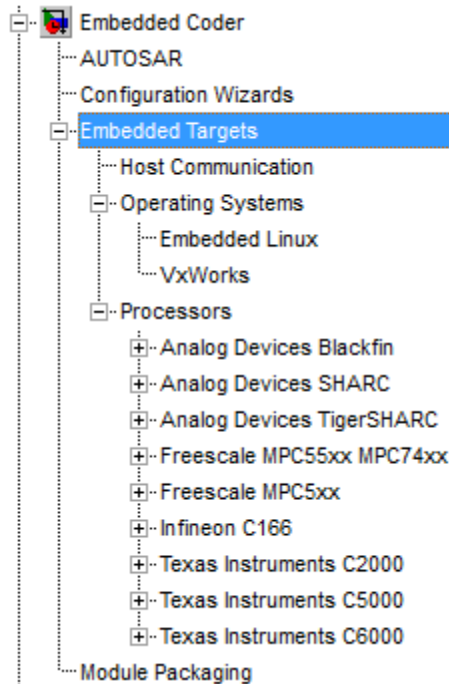 Embedded Coder
AUTOSAR
Configuration Wizards
Embedded Targets
Host Communication
Operating Systems
Embedded Linux
VxWorks
Processors
Analog Devices Blackfin
Analog Devices SHARC
Analog Devices TigerSHARC
Freescale MPC55xx MPC74xx
Freescale MPC5xx
Infineon C166
Texas Instruments C2000
Texas Instruments C5000
Texas Instruments C6000
Module Packaging